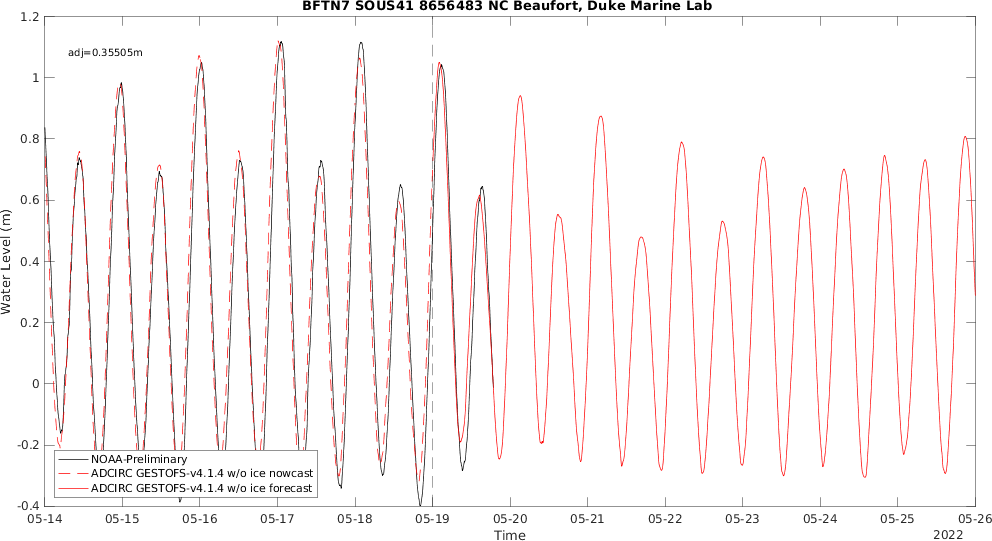 BFTN7 SOUS41 8656483 NC Beaufort, Duke Marine Lab
adj=0.35505m
Water Level (m)
1.2
1
0.8
0.6
0.4
0.2
0
-0.2
-0.4
NOAA-Preliminary
ADCIRC GESTOFS-v4.1.4 w/o ice nowcast
ADCIRC GESTOFS-v4.1.4 w/o ice forecast
05-14 05-15 05-16 05-17 05-18 05-19 05-20 05-21 05-22 05-23 05-24 05-25 05-26
Time
2022